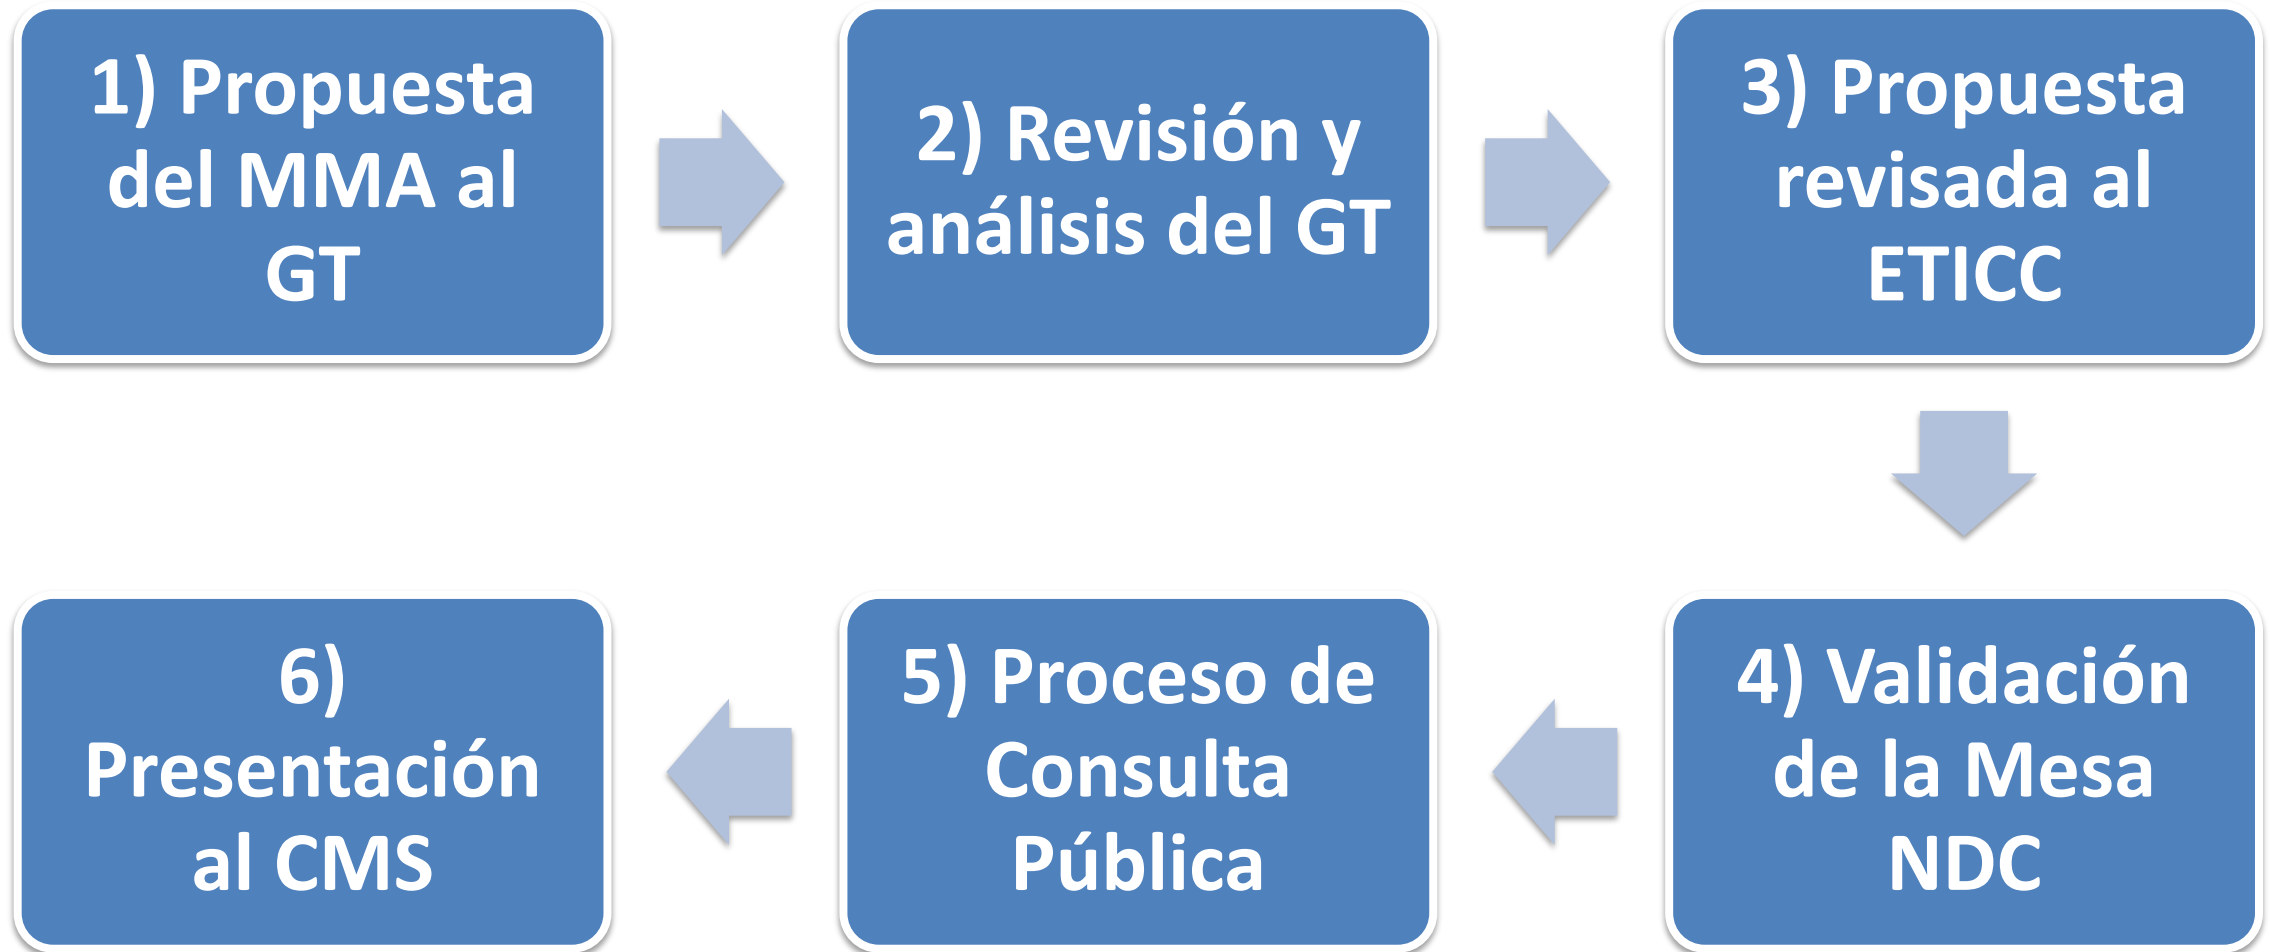 1) Propuesta
del MMA al
GT
2) Revisión y
análisis del GT
3) Propuesta
revisada al
ETICC
4) Validación
de la Mesa
NDC
5) Proceso de
Consulta
Pública
6)
Presentación
al CMS